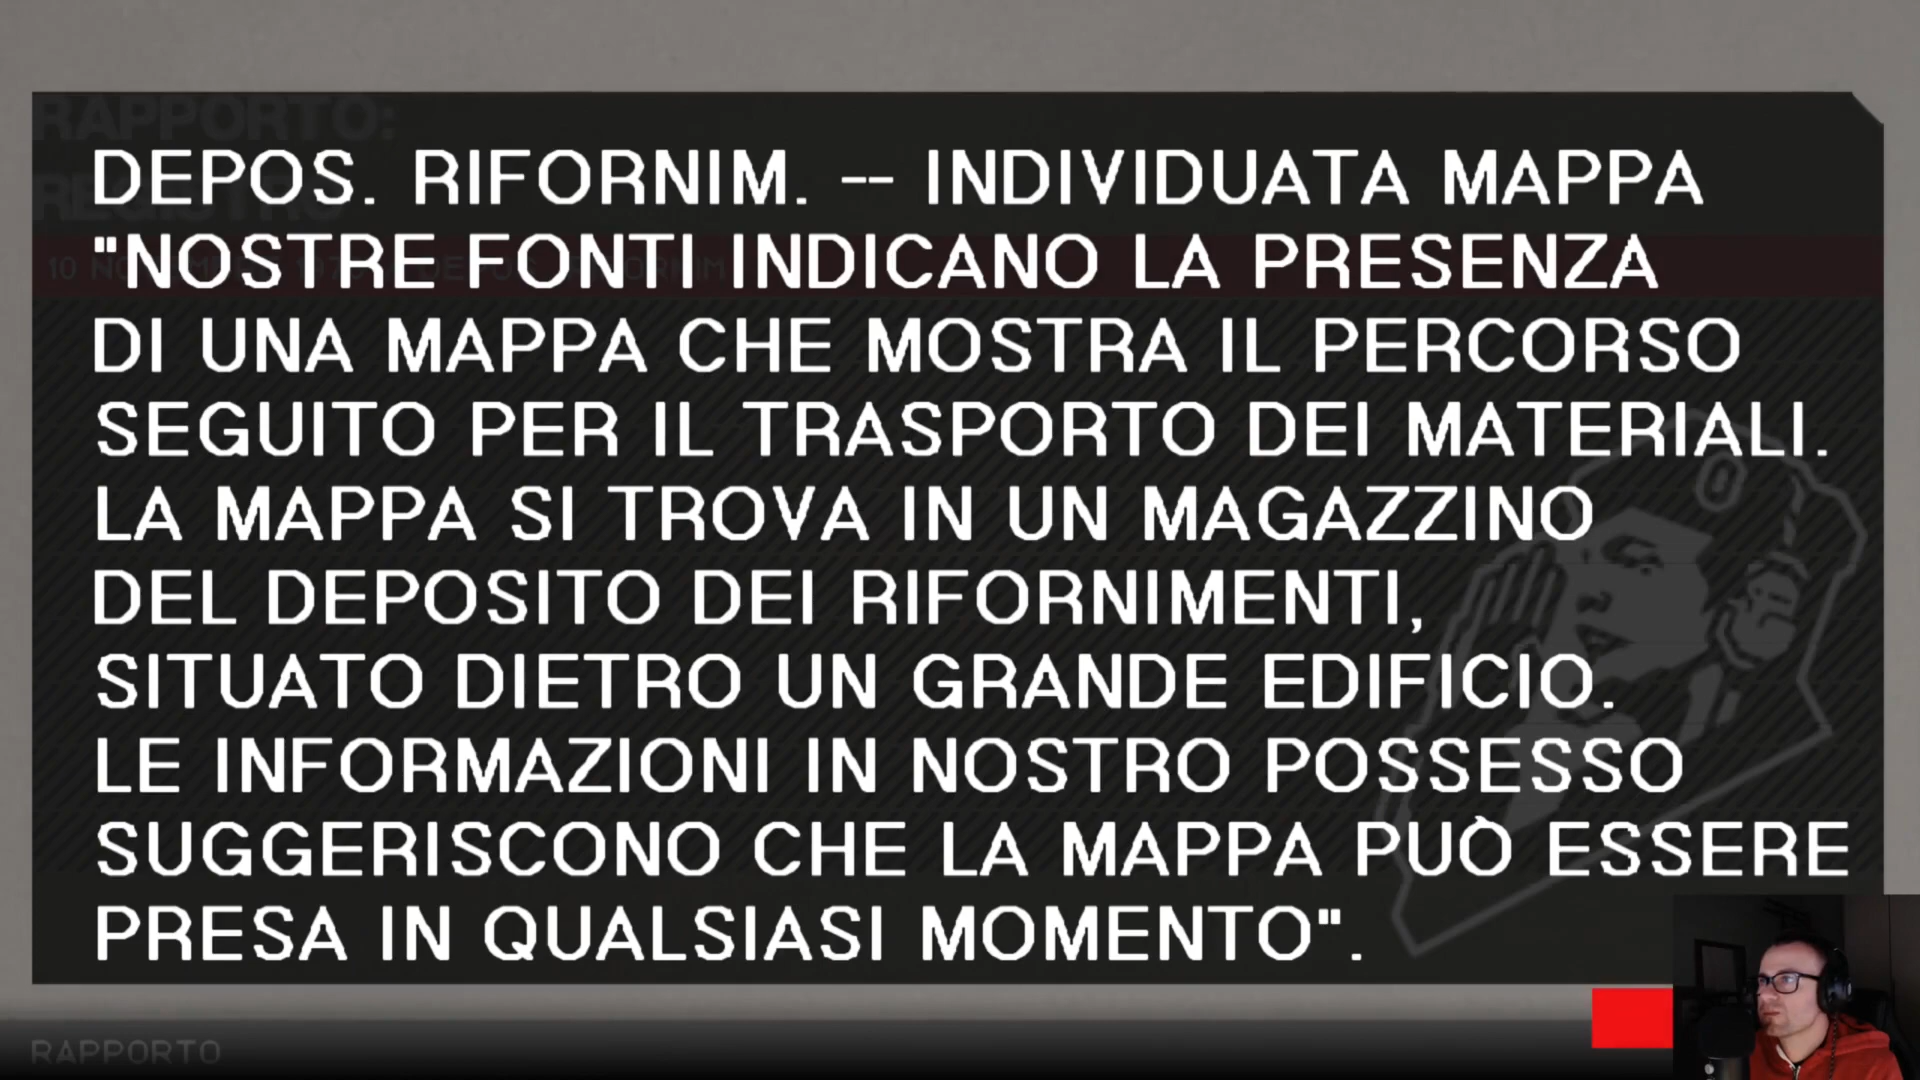 RAPPORTO:
REGISTRO
DEPOS. RIFORNIM. -- INDIVIDUATA MAPPA
"NOSTRE FONTI INDICANO LA PRESENZA
DI UNA MAPPA CHE MOSTRA IL PERCORSO
SEGUITO PER IL TRASPORTO DEI MATERIALI.
LA MAPPA SI TROVA IN UN MAGAZZINO
DEL DEPOSITO DEI RIFORNIMENTI,
SITUATO DIETRO UN GRANDE EDIFICIO.
LE INFORMAZIONI IN NOSTRO POSSESSO
SUGGERISCONO CHE LA MAPPA PUÒ ESSERE
PRESA IN QUALSIASI MOMENTO".
RAPPORTO